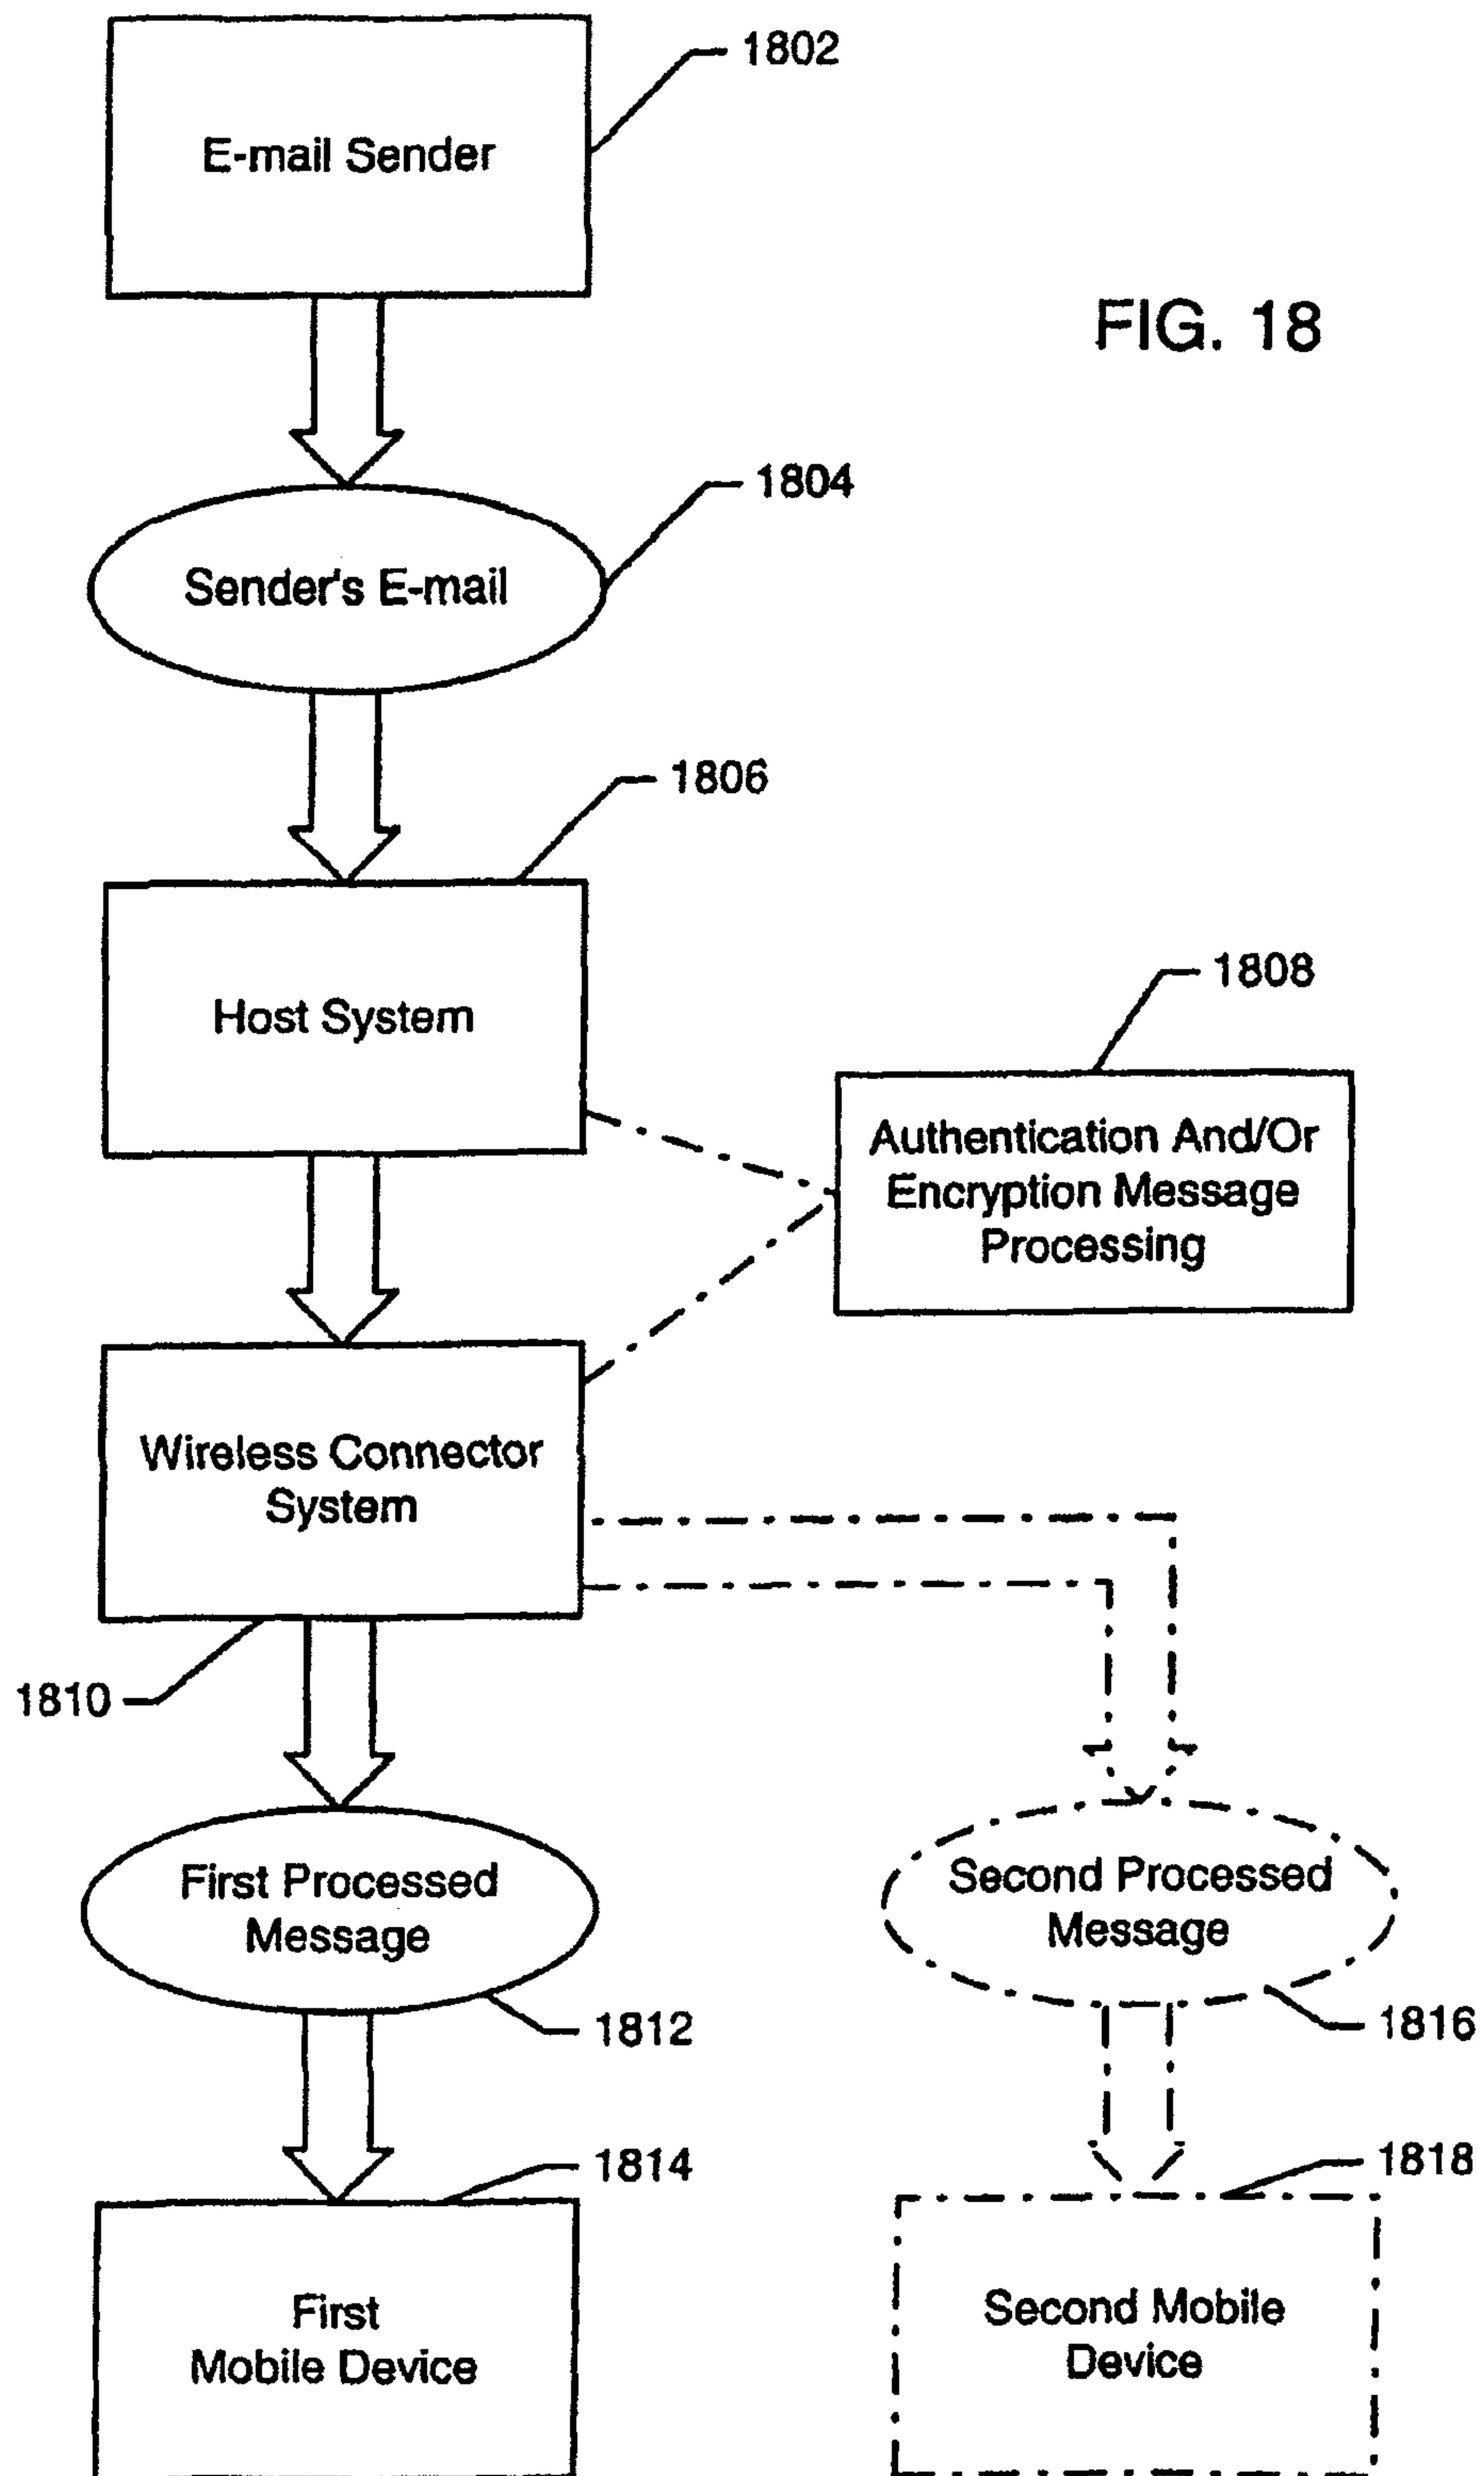 1802
E-mail Sender
FIG. 18
1804
Sender's E-mail
1806
Host System
1808
Authentication And/Or
Encryption Message
Processing
Wireless Connector
System
1810
First Processed
Message
1812
Second Processed
Message
1816
1814
First
Mobile Device
1818
Second Mobile
Device